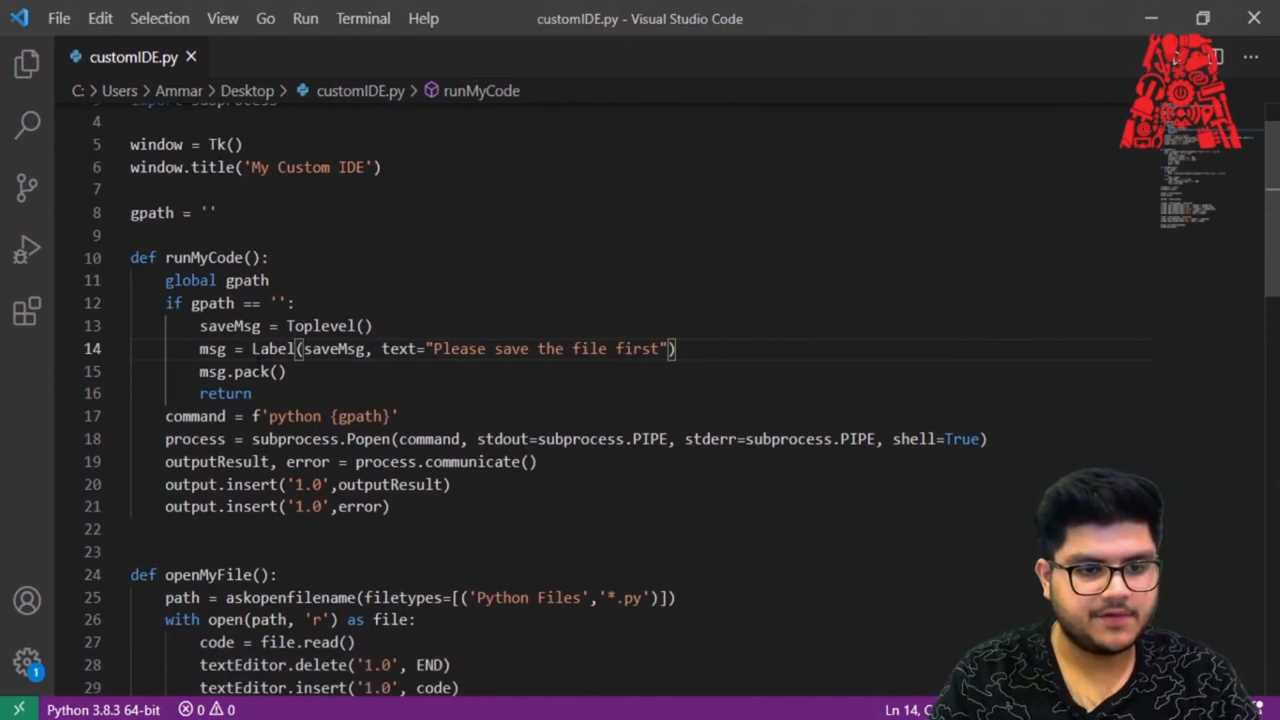 File Edit Selection View Go Run Terminal Help customIDE.py - Visual Studio Code
customIDE.py
C: > Users > Ammar > Desktop > customIDE.py > runMyCode
import subprocess
4
5 window = Tk()
6 window.title('My Custom IDE')
7
8 gpath = ''
9
10 def runMyCode():
11 global gpath
12 if gpath == '':
13 saveMsg = Toplevel()
14 msg = Label(saveMsg, text="Please save the file first")
15 msg.pack()
16 return
17 command = f'python {gpath}'
18 process = subprocess.Popen(command, stdout=subprocess.PIPE, stderr=subprocess.PIPE, shell=True)
19 outputResult, error = process.communicate()
20 output.insert('1.0',outputResult)
21 output.insert('1.0',error)
22
23
24 def openMyFile():
25 path = askopenfilename(filetypes=[('Python Files','*.py')])
26 with open(path, 'r') as file:
27 code = file.read()
28 textEditor.delete('1.0', END)
29 textEditor.insert('1.0', code)
1
Python 3.8.3 64-bit 0 0 Ln 14,